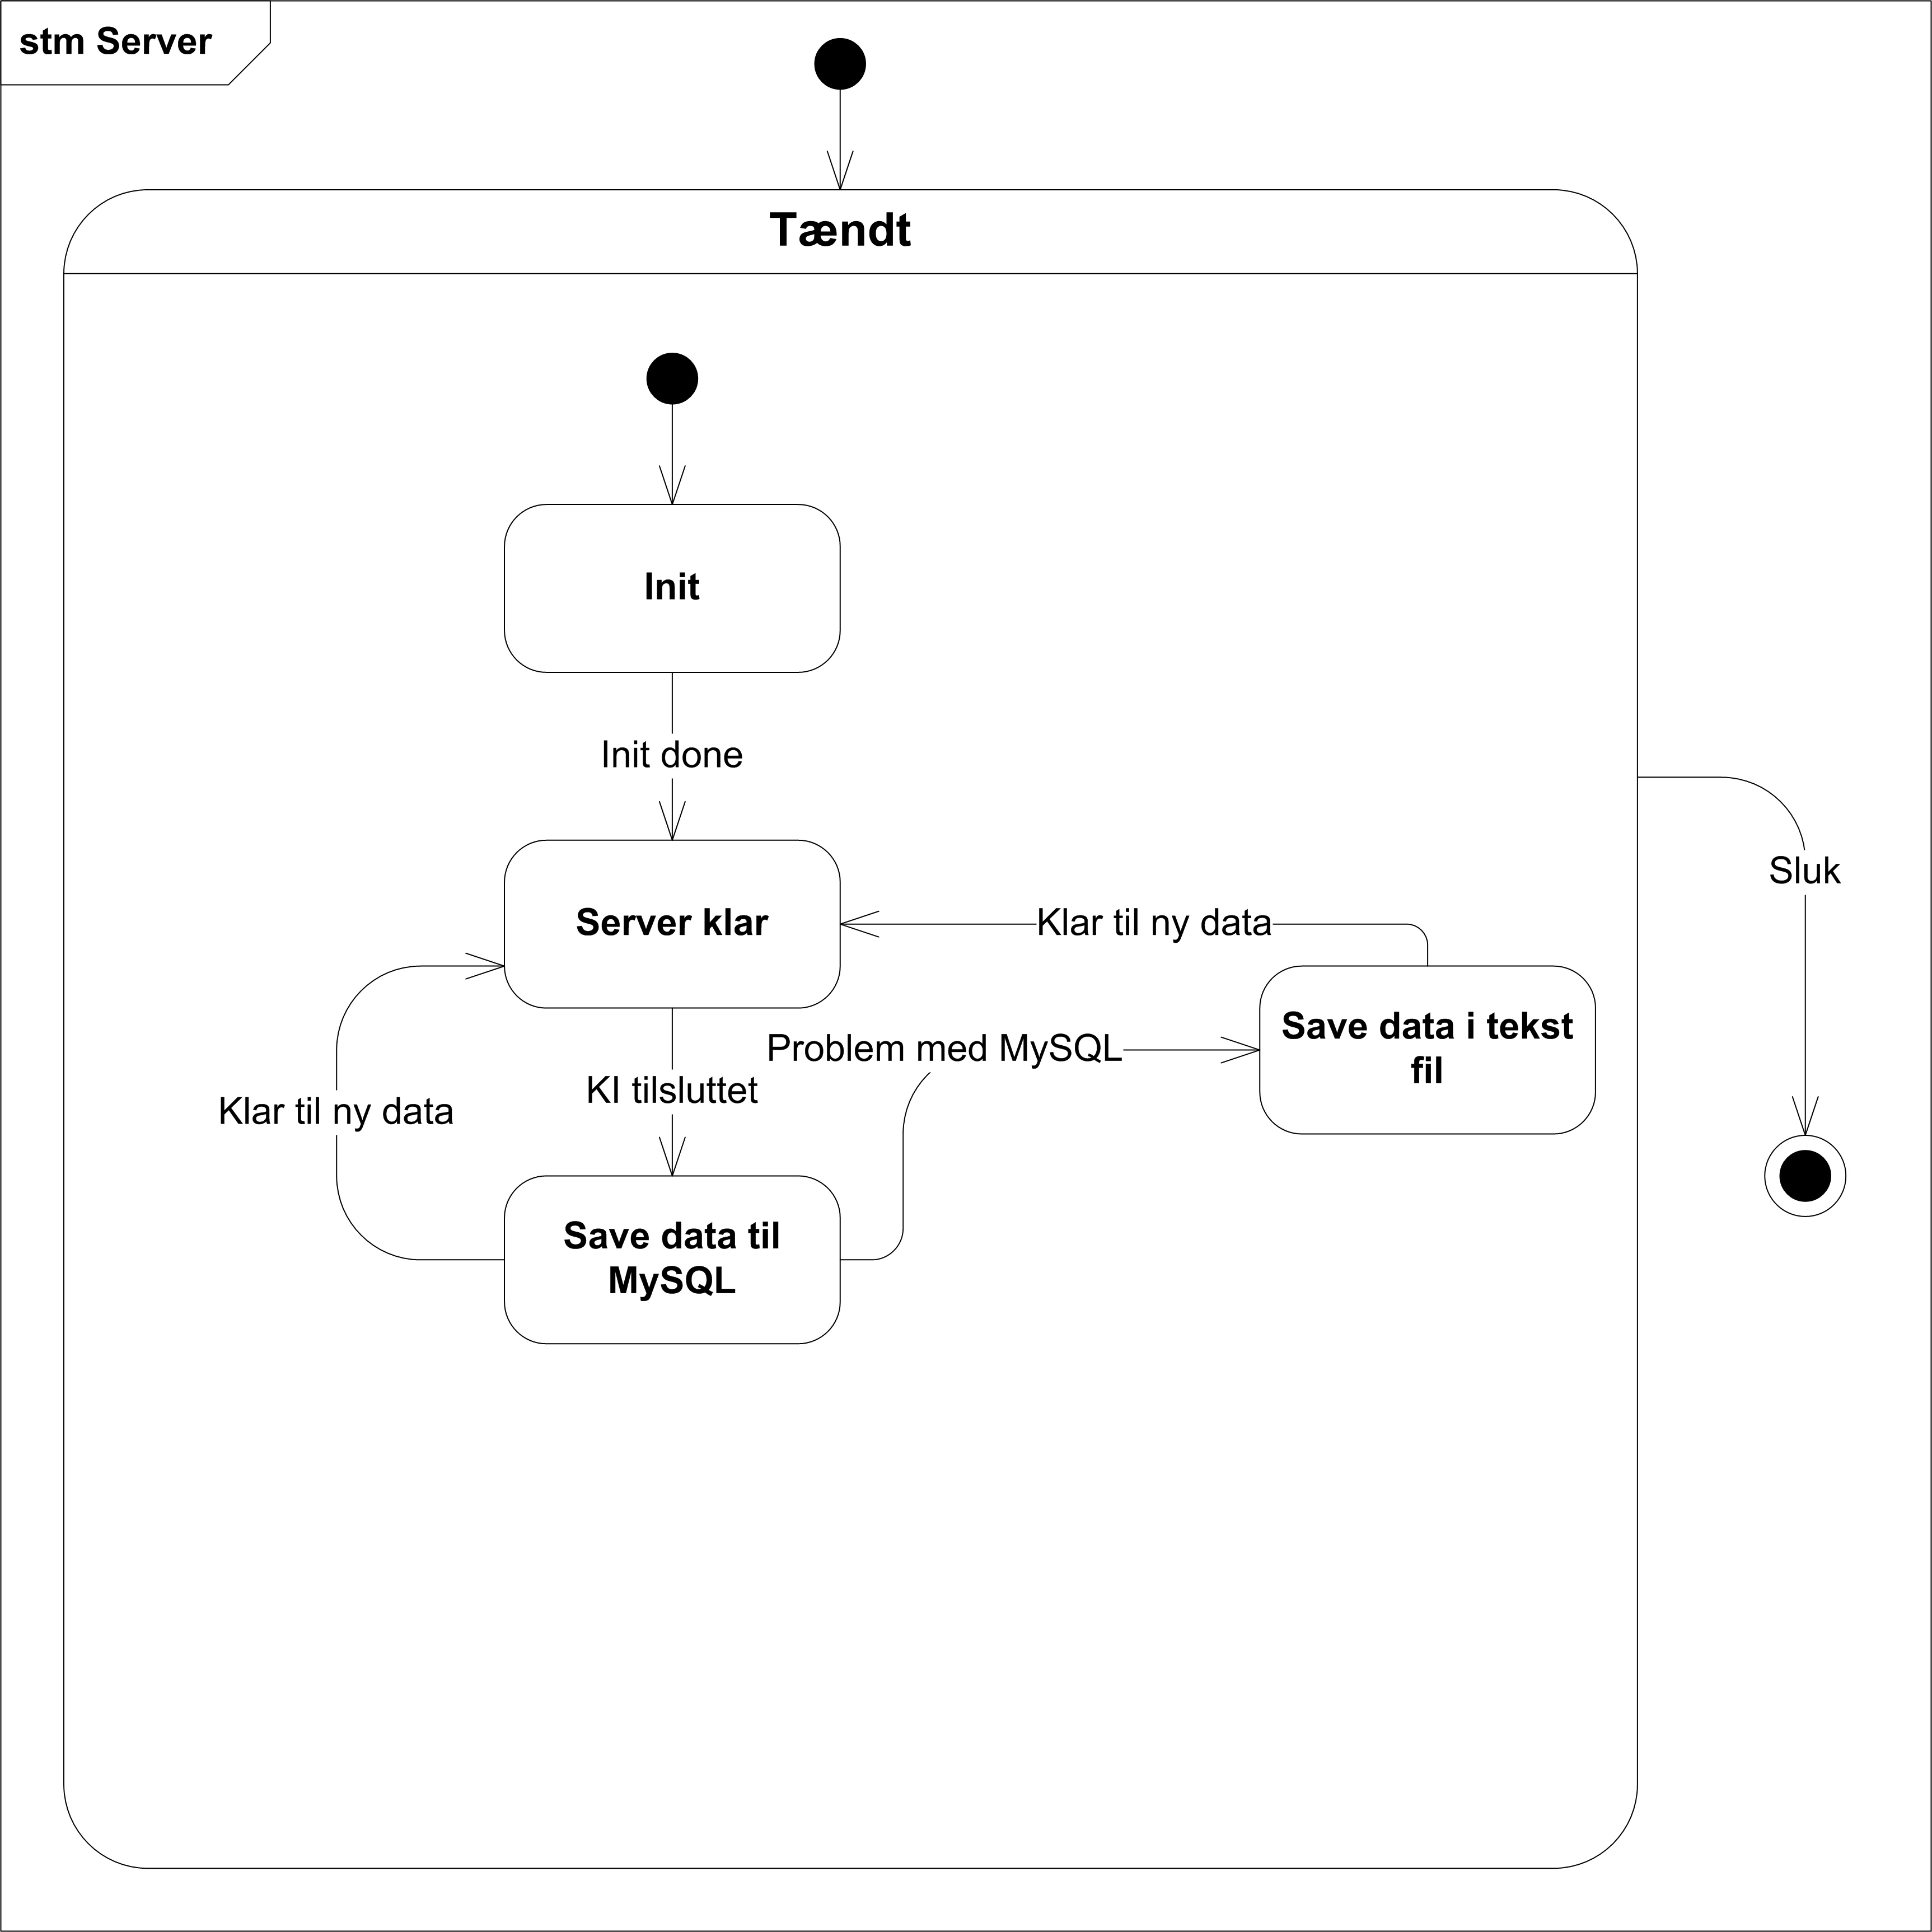 stm Server
Tændt
Init
Init done
Server klar
Klar til ny data
Save data i tekst
fil
Problem med MySQL
KI tilsluttet
Klar til ny data
Save data til
MySQL
Sluk